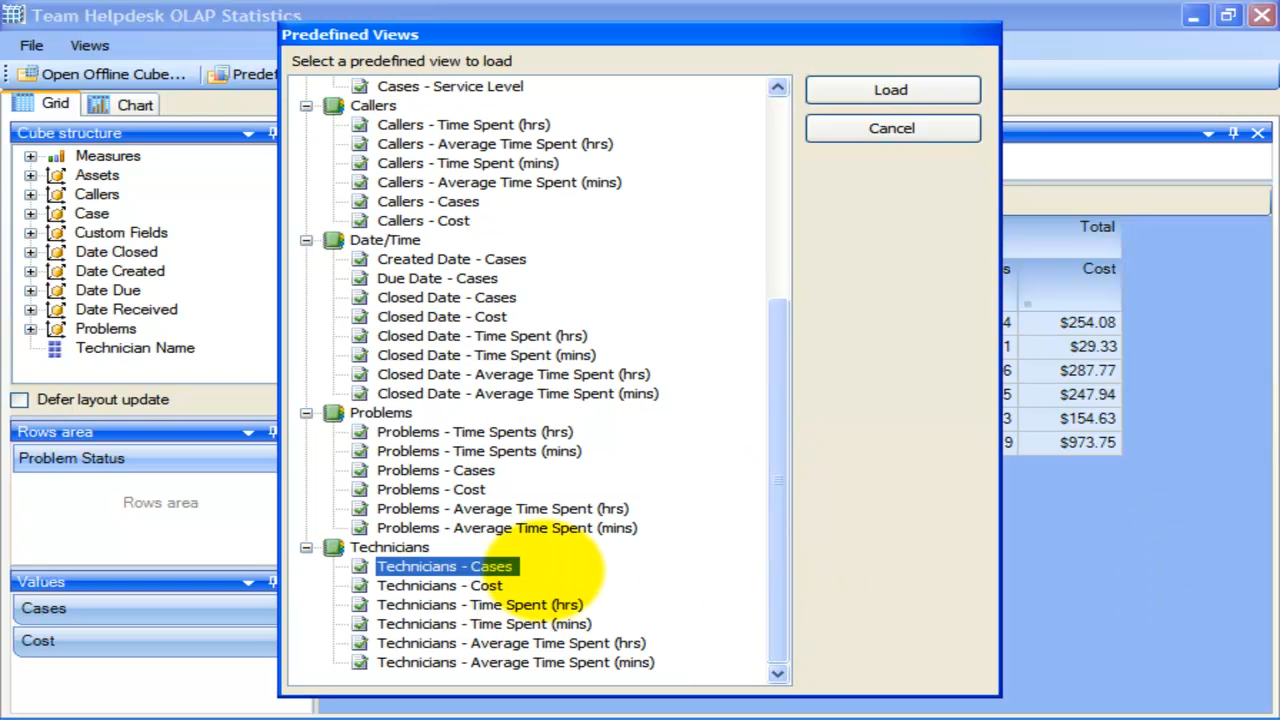 Team Helpdesk OLAP Statistics
File Views
Open Offline Cube...
Grid Chart
Cube structure
Measures
Assets
Callers
Case
Custom Fields
Date Closed
Date Created
Date Due
Date Received
Problems
Technician Name
Defer layout update
Rows area
Problem Status
Rows area
Values
Cases
Cost
Predefined Views
Select a predefined view to load
Cases - Service Level
Callers
Callers - Time Spent (hrs)
Callers - Average Time Spent (hrs)
Callers - Time Spent (mins)
Callers - Average Time Spent (mins)
Callers - Cases
Callers - Cost
Date/Time
Created Date - Cases
Due Date - Cases
Closed Date - Cases
Closed Date - Cost
Closed Date - Time Spent (hrs)
Closed Date - Time Spent (mins)
Closed Date - Average Time Spent (hrs)
Closed Date - Average Time Spent (mins)
Problems
Problems - Time Spents (hrs)
Problems - Time Spents (mins)
Problems - Cases
Problems - Cost
Problems - Average Time Spent (hrs)
Problems - Average Time Spent (mins)
Technicians
Technicians - Cases
Technicians - Cost
Technicians - Time Spent (hrs)
Technicians - Time Spent (mins)
Technicians - Average Time Spent (hrs)
Technicians - Average Time Spent (mins)
Load
Cancel
Total
Cost
4 $254.08
1 $29.33
6 $287.77
5 $247.94
3 $154.63
9 $973.75